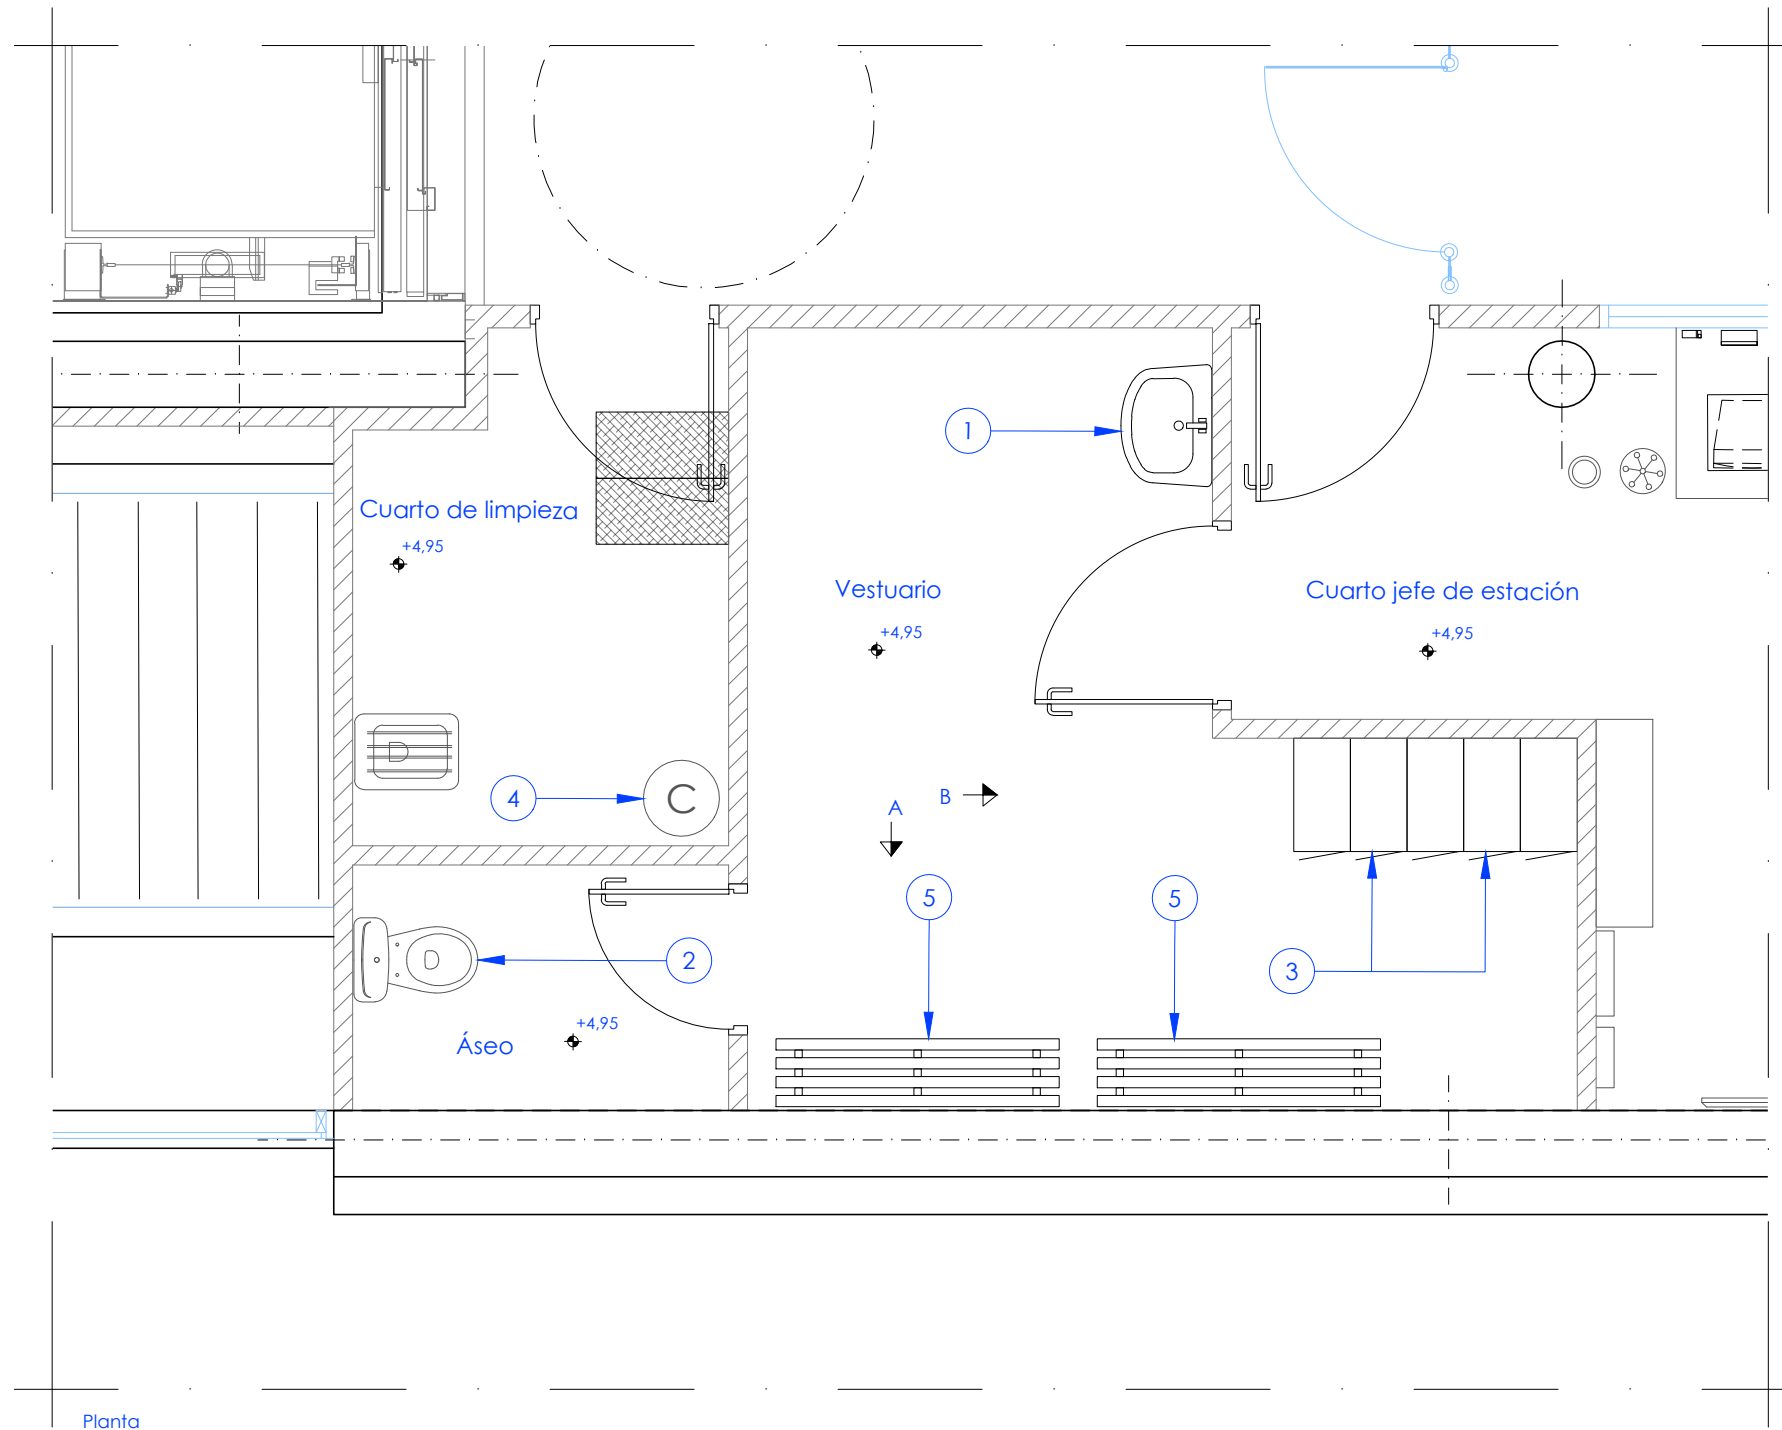 1
Cuarto de limpieza
+4,95
Vestuario
+4,95
Cuarto jefe de estación
+4,95
4
C
B
A
5
5
2
3
+4,95
Áseo
Planta